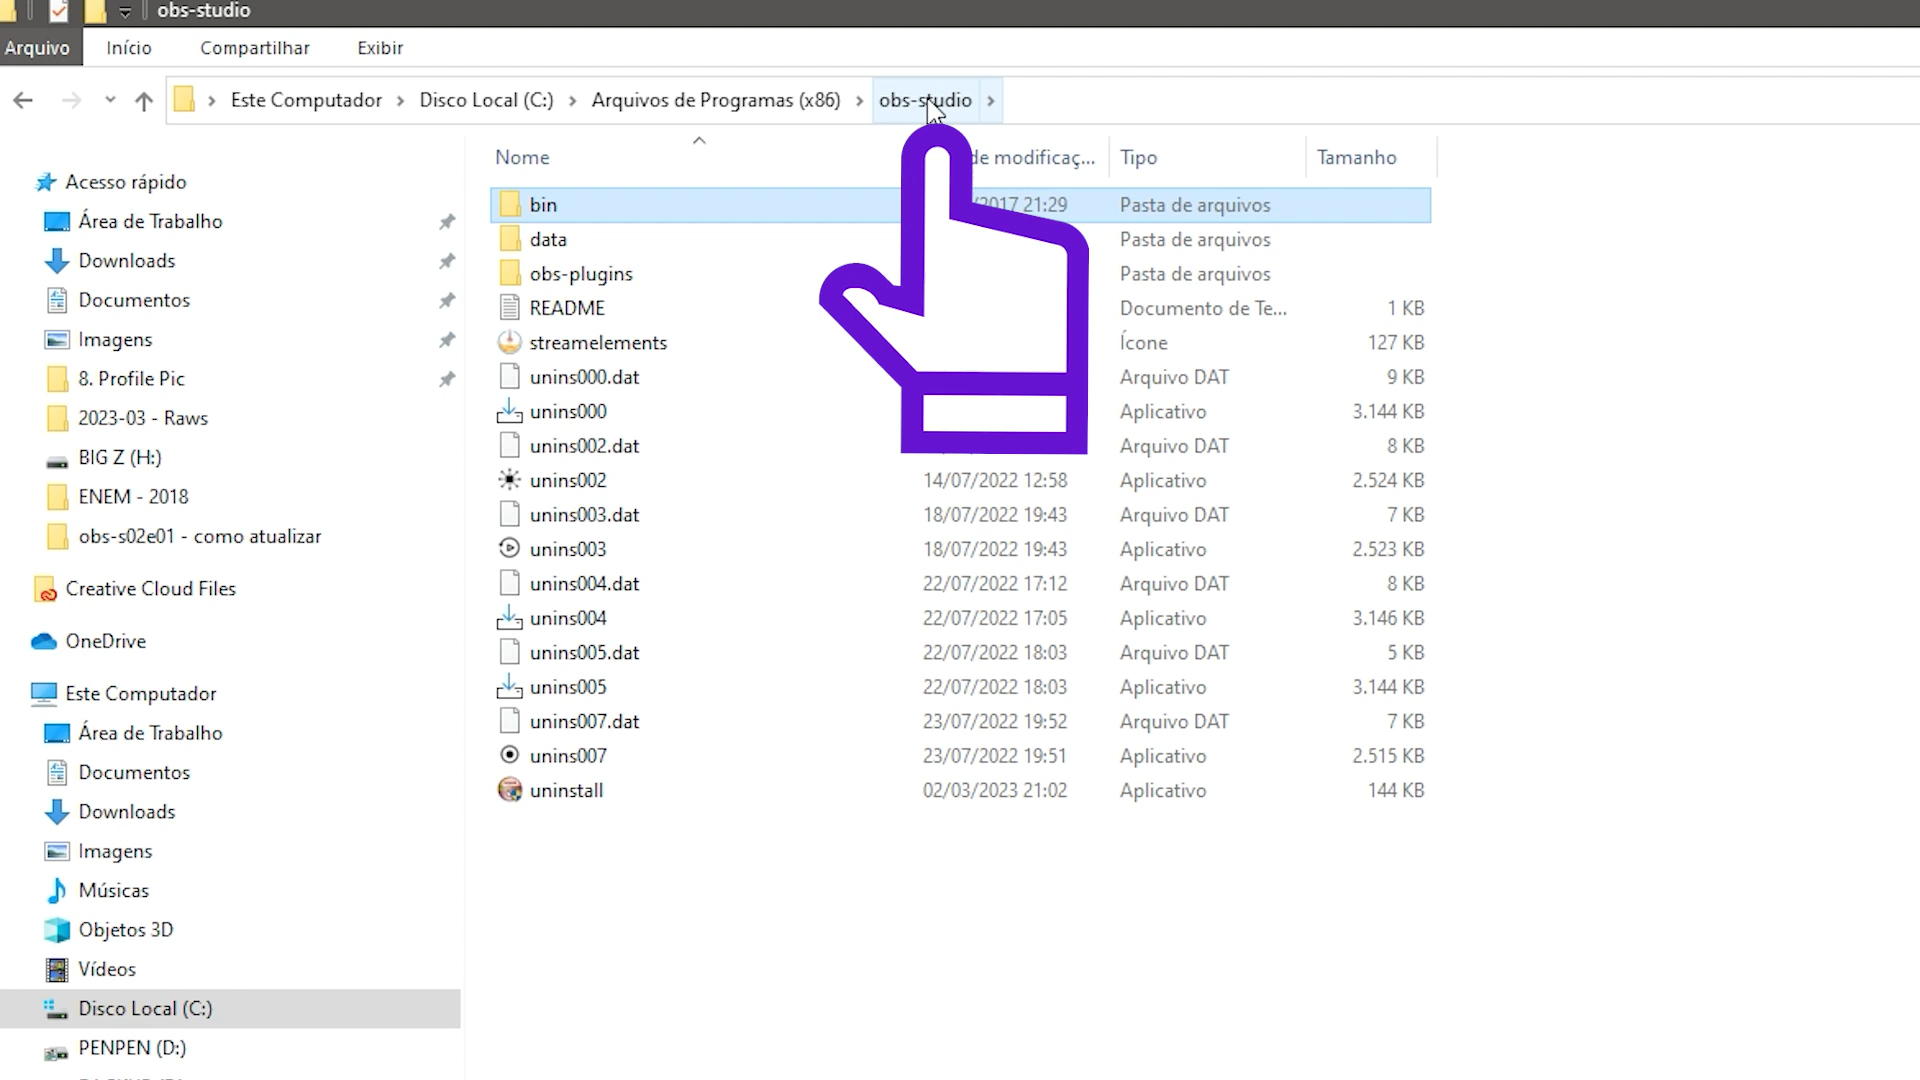 obs-studio
Arquivo Início Compartilhar Exibir
Este Computador Disco Local (C:) Arquivos de Programas (x86) obs-studio
Nome de modificaç... Tipo Tamanho
Acesso rápido
Área de Trabalho
Downloads
Documentos
Imagens
8. Profile Pic
2023-03 - Raws
BIG Z (H:)
ENEM - 2018
obs-s02e01 - como atualizar
Creative Cloud Files
OneDrive
Este Computador
Área de Trabalho
Documentos
Downloads
Imagens
Músicas
Objetos 3D
Vídeos
Disco Local (C:)
PENPEN (D:)
bin /2017 21:29 Pasta de arquivos
data Pasta de arquivos
obs-plugins Pasta de arquivos
README Documento de Te... 1 KB
streamelements Ícone 127 KB
unins000.dat Arquivo DAT 9 KB
unins000 Aplicativo 3.144 KB
unins002.dat Arquivo DAT 8 KB
unins002 14/07/2022 12:58 Aplicativo 2.524 KB
unins003.dat 18/07/2022 19:43 Arquivo DAT 7 KB
unins003 18/07/2022 19:43 Aplicativo 2.523 KB
unins004.dat 22/07/2022 17:12 Arquivo DAT 8 KB
unins004 22/07/2022 17:05 Aplicativo 3.146 KB
unins005.dat 22/07/2022 18:03 Arquivo DAT 5 KB
unins005 22/07/2022 18:03 Aplicativo 3.144 KB
unins007.dat 23/07/2022 19:52 Arquivo DAT 7 KB
unins007 23/07/2022 19:51 Aplicativo 2.515 KB
uninstall 02/03/2023 21:02 Aplicativo 144 KB